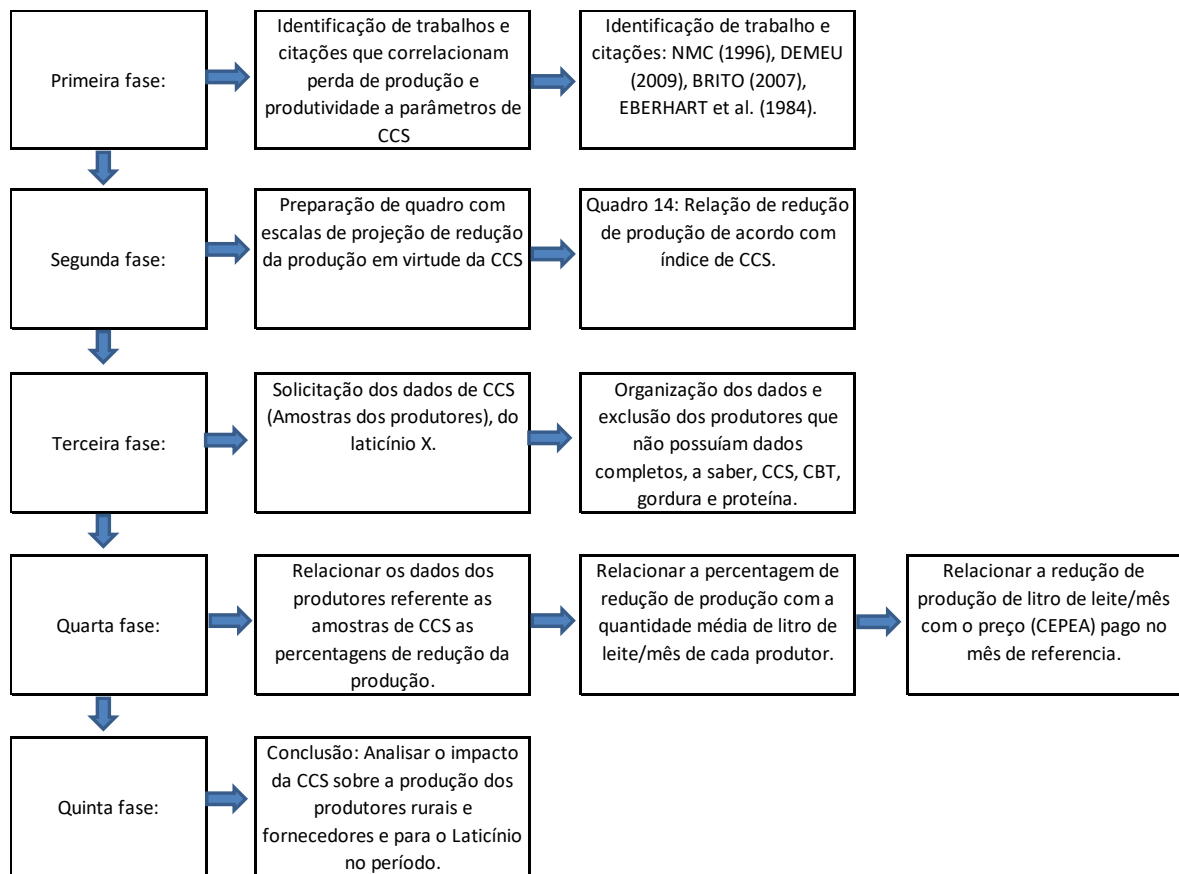 Primeira fase:
Identificação de trabalhos e
citações que correlacionam
perda de produção e
produtividade a parâmetros de
CCS
Identificação de trabalho e
citações: NMC (1996), DEMEU
(2009), BRITO (2007),
EBERHART et al. (1984).
Segunda fase:
Preparação de quadro com
escalas de projeção de redução
da produção em virtude da CCS
Quadro 14: Relação de redução
de produção de acordo com
índice de CCS.
Terceira fase:
Solicitação dos dados de CCS
(Amostras dos produtores), do
laticínio X.
Organização dos dados e
exclusão dos produtores que
não possuíam dados
completos, a saber, CCS, CBT,
gordura e proteína.
Quarta fase:
Relacionar os dados dos
produtores referente as
amostras de CCS as
percentagens de redução da
produção.
Relacionar a percentagem de
redução de produção com a
quantidade média de litro de
leite/mês de cada produtor.
Relacionar a redução de
produção de litro de leite/mês
com o preço (CEPEA) pago no
mês de referencia.
Quinta fase:
Conclusão: Analisar o impacto
da CCS sobre a produção dos
produtores rurais e
fornecedores e para o Laticínio
no período.